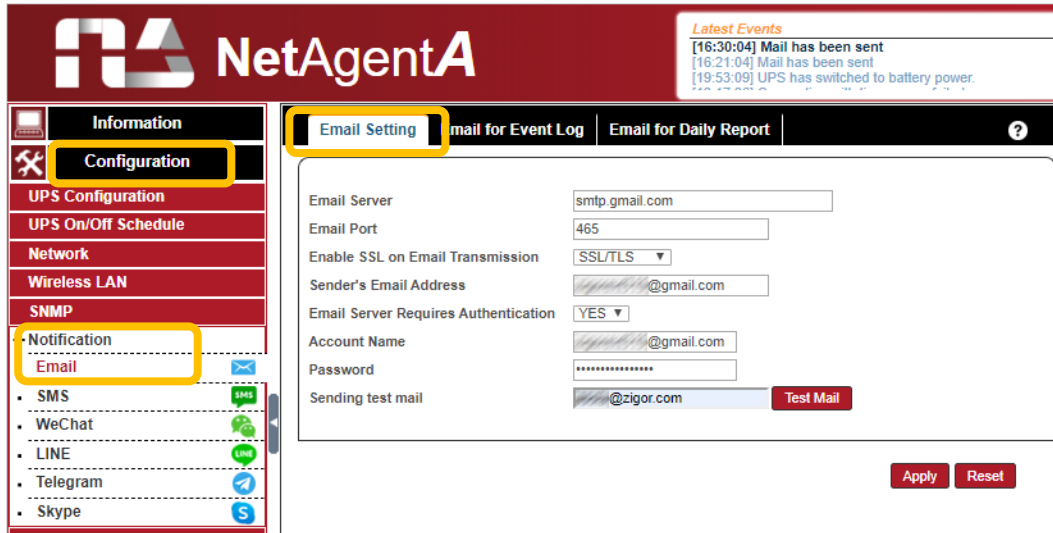 NetAgentA
Latest Events
[16:30:04] Mail has been sent
[16:21:04] Mail has been sent
[19:53:09] UPS has switched to battery power.
Information
Configuration
UPS Configuration
UPS On/Off Schedule
Network
Wireless LAN
SNMP
Notification
Email
SMS
SMS
WeChat
LINE
LINE
Telegram
Skype
S
Email Setting
mail for Event Log
Email for Daily Report
?
Email Server smtp.gmail.com
Email Port 465
Enable SSL on Email Transmission SSL/TLS
Sender's Email Address @gmail.com
Email Server Requires Authentication YES
Account Name @gmail.com
Password ••••••••••••••••
Sending test mail @zigor.com Test Mail
Apply Reset